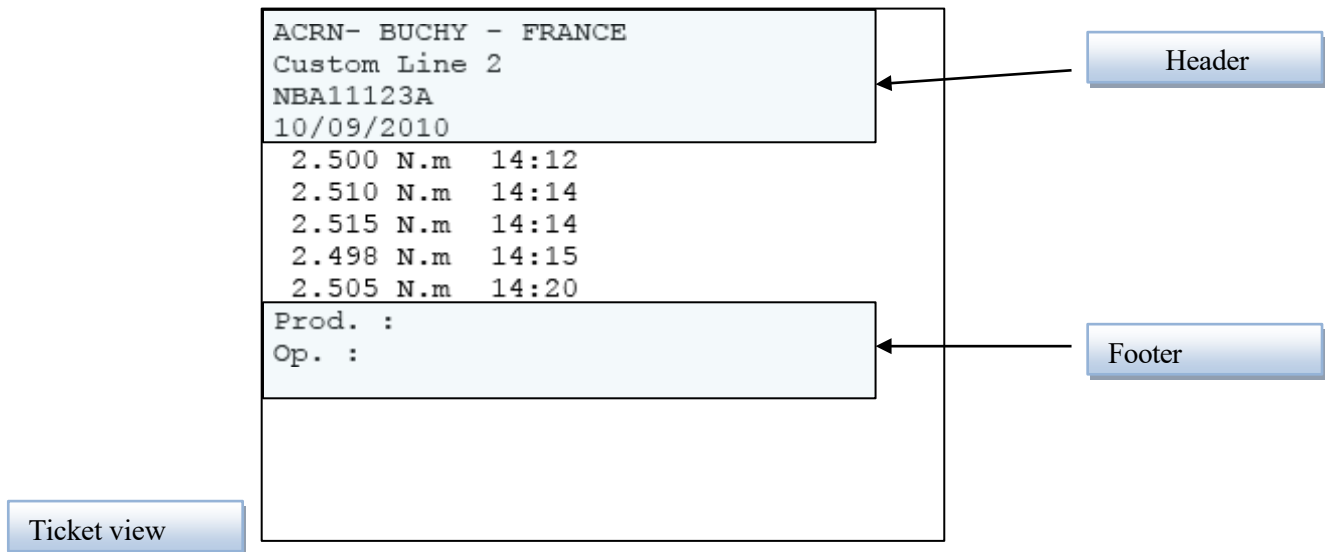 ACRN- BUCHY - FRANCE
Custom Line 2
NBA11123A
10/09/2010
2.500 N.m 14:12
2.510 N.m 14:14
2.515 N.m 14:14
2.498 N.m 14:15
2.505 N.m 14:20
Prod. :
Op. :
Header
Footer
Ticket view